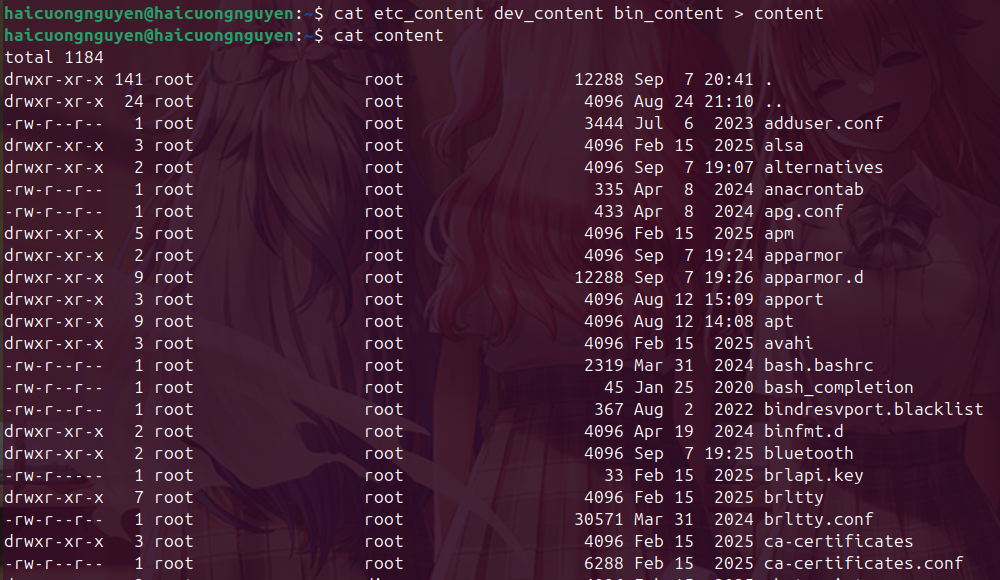 haicuongnguyen@haicuongnguyen:~$ cat etc_content dev_content bin_content > content
haicuongnguyen@haicuongnguyen:~$ cat content
total 1184
drwxr-xr-x 141 root                 root                 12288 Sep  7 20:41 .
drwxr-xr-x  24 root                 root                  4096 Aug 24 21:10 ..
-rw-r--r--   1 root                 root                  3444 Jul  6  2023 adduser.conf
drwxr-xr-x   3 root                 root                  4096 Feb 15  2025 alsa
drwxr-xr-x   2 root                 root                  4096 Sep  7 19:07 alternatives
-rw-r--r--   1 root                 root                   335 Apr  8  2024 anacrontab
-rw-r--r--   1 root                 root                   433 Apr  8  2024 apg.conf
drwxr-xr-x   5 root                 root                  4096 Feb 15  2025 apm
drwxr-xr-x   2 root                 root                  4096 Sep  7 19:24 apparmor
drwxr-xr-x   9 root                 root                 12288 Sep  7 19:26 apparmor.d
drwxr-xr-x   3 root                 root                  4096 Aug 12 15:09 apport
drwxr-xr-x   9 root                 root                  4096 Aug 12 14:08 apt
drwxr-xr-x   3 root                 root                  4096 Feb 15  2025 avahi
-rw-r--r--   1 root                 root                  2319 Mar 31  2024 bash.bashrc
-rw-r--r--   1 root                 root                    45 Jan 25  2020 bash_completion
-rw-r--r--   1 root                 root                   367 Aug  2  2022 bindresvport.blacklist
drwxr-xr-x   2 root                 root                  4096 Apr 19  2024 binfmt.d
drwxr-xr-x   2 root                 root                  4096 Sep  7 19:25 bluetooth
-rw-r-----   1 root                 root                    33 Feb 15  2025 brlapi.key
drwxr-xr-x   7 root                 root                  4096 Feb 15  2025 brltty
-rw-r--r--   1 root                 root                 30571 Mar 31  2024 brltty.conf
drwxr-xr-x   3 root                 root                  4096 Feb 15  2025 ca-certificates
-rw-r--r--   1 root                 root                  6288 Feb 15  2025 ca-certificates.conf